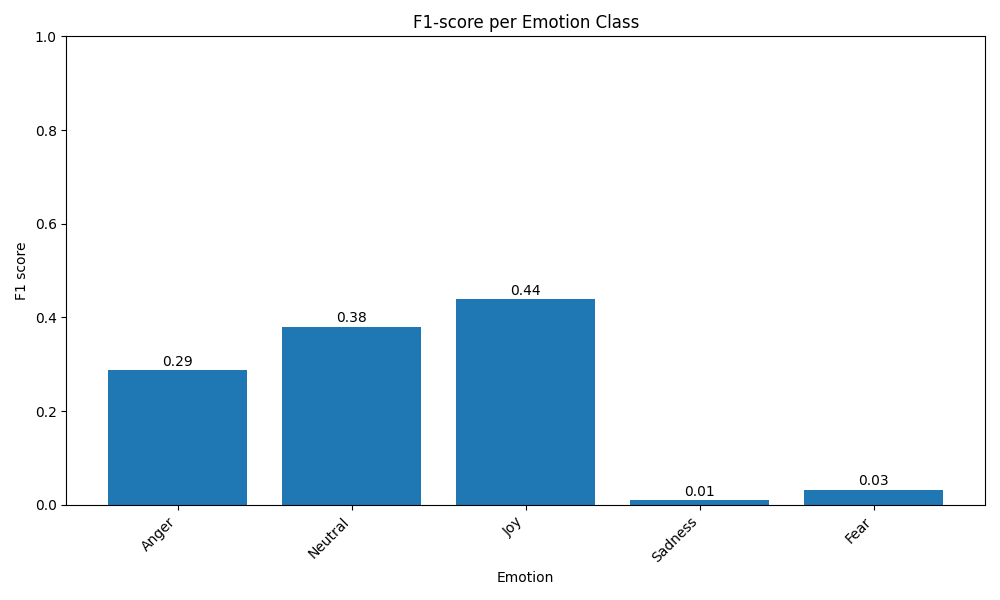 F1-score per Emotion Class
1.0
0.8
0.6
0.4
0.2
0.0
F1 score
0.29
0.38
0.44
0.01
0.03
Anger
Neutral
Joy
Sadness
Fear
Emotion